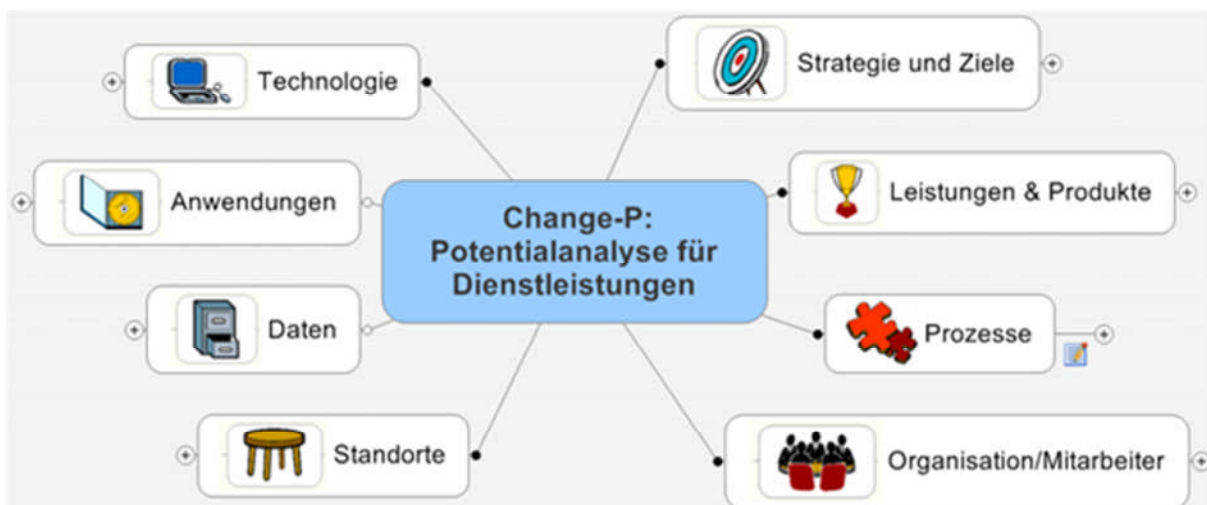 Technologie
Strategie und Ziele
Anwendungen
Leistungen & Produkte
Change-P:
Potentialanalyse für
Dienstleistungen
Daten
Prozesse
Standorte
Organisation/Mitarbeiter